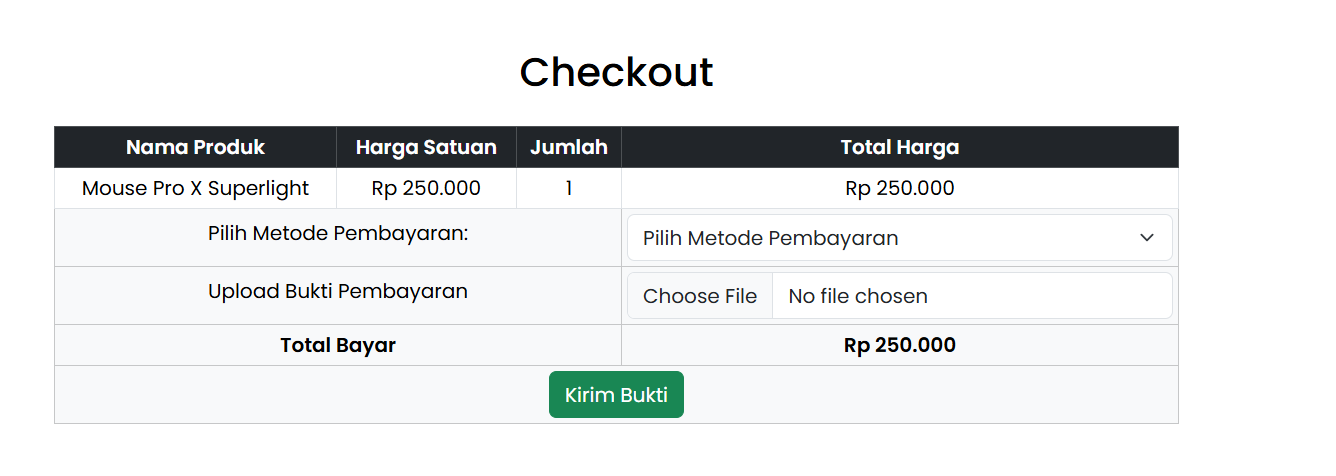 Checkout
Nama Produk Harga Satuan Jumlah Total Harga
Mouse Pro X Superlight Rp 250.000 1 Rp 250.000
Pilih Metode Pembayaran: Pilih Metode Pembayaran
Upload Bukti Pembayaran Choose File No file chosen
Total Bayar Rp 250.000
Kirim Bukti